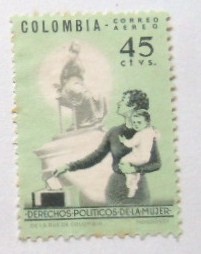 COLOMBIA-CORREO
AEREO
45
ctvs.
-DERECHOS-POLITICOS-DE-LA-MUJER-